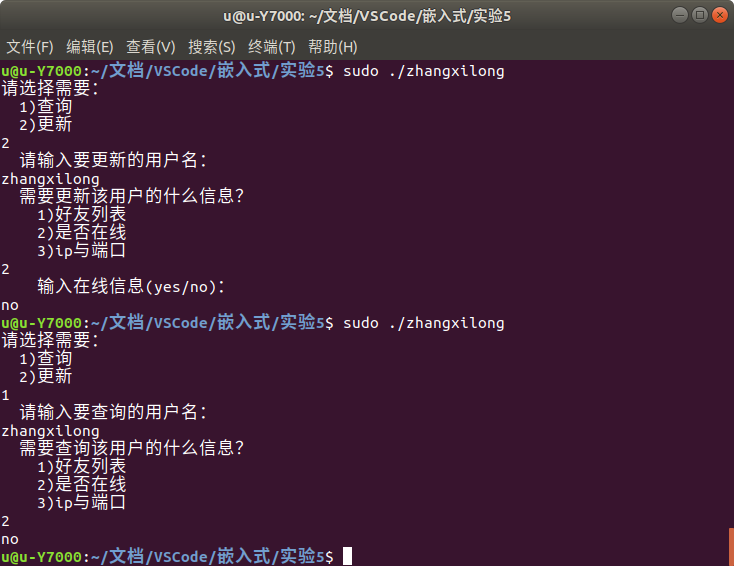 u@u-Y7000: ~/文档/VSCode/嵌入式/实验5
文件(F) 编辑(E) 查看(V) 搜索(S) 终端(T) 帮助(H)
u@u-Y7000:~/文档/VSCode/嵌入式/实验5$ sudo ./zhangxilong
请选择需要：
  1)查询
  2)更新
2
  请输入要更新的用户名：
zhangxilong
  需要更新该用户的什么信息？
    1)好友列表
    2)是否在线
    3)ip与端口
2
    输入在线信息(yes/no)：
no
u@u-Y7000:~/文档/VSCode/嵌入式/实验5$ sudo ./zhangxilong
请选择需要：
  1)查询
  2)更新
1
  请输入要查询的用户名：
zhangxilong
  需要查询该用户的什么信息？
    1)好友列表
    2)是否在线
    3)ip与端口
2
no
u@u-Y7000:~/文档/VSCode/嵌入式/实验5$